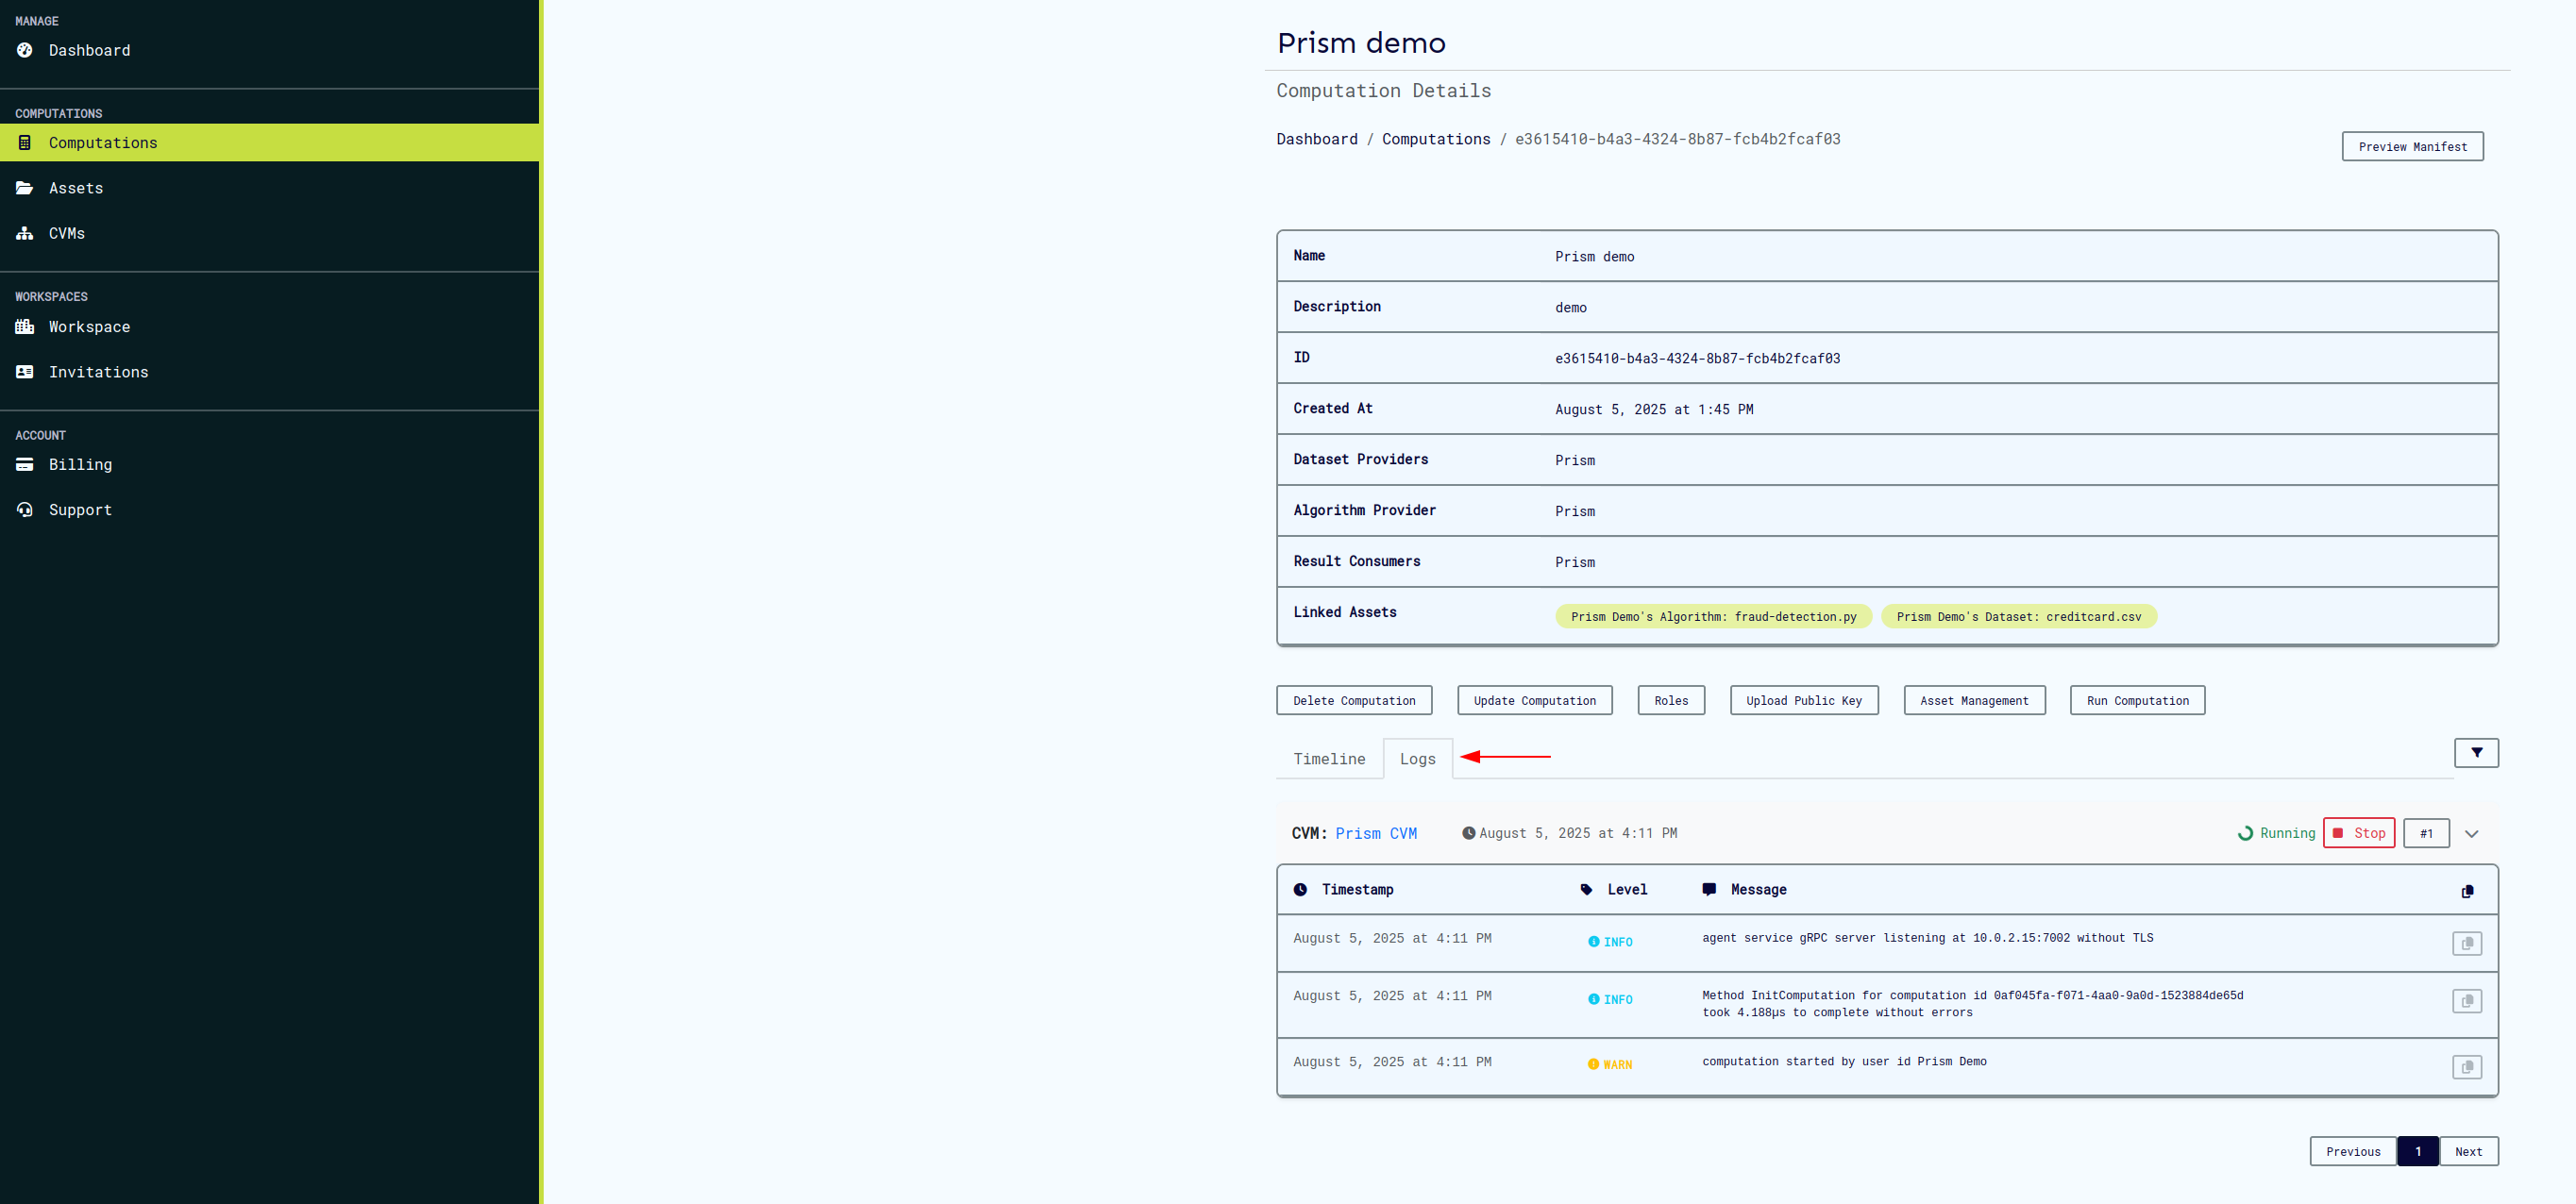 MANAGE
Dashboard
COMPUTATIONS
Computations
Assets
CVMs
WORKSPACES
Workspace
Invitations
ACCOUNT
Billing
Support
Prism demo
Computation Details
Dashboard / Computations / e3615410-b4a3-4324-8b87-fcb4b2fcaf03
Preview Manifest
Name Prism demo
Description demo
ID e3615410-b4a3-4324-8b87-fcb4b2fcaf03
Created At August 5, 2025 at 1:45 PM
Dataset Providers Prism
Algorithm Provider Prism
Result Consumers Prism
Linked Assets Prism Demo's Algorithm: fraud-detection.py Prism Demo's Dataset: creditcard.csv
Delete Computation Update Computation Roles Upload Public Key Asset Management Run Computation
Timeline Logs
CVM: Prism CVM August 5, 2025 at 4:11 PM Running Stop #1
Timestamp Level Message
August 5, 2025 at 4:11 PM INFO agent service gRPC server listening at 10.0.2.15:7002 without TLS
August 5, 2025 at 4:11 PM INFO Method InitComputation for computation id 0af045fa-f071-4aa0-9a0d-1523884de65d
took 4.188µs to complete without errors
August 5, 2025 at 4:11 PM WARN computation started by user id Prism Demo
Previous 1 Next